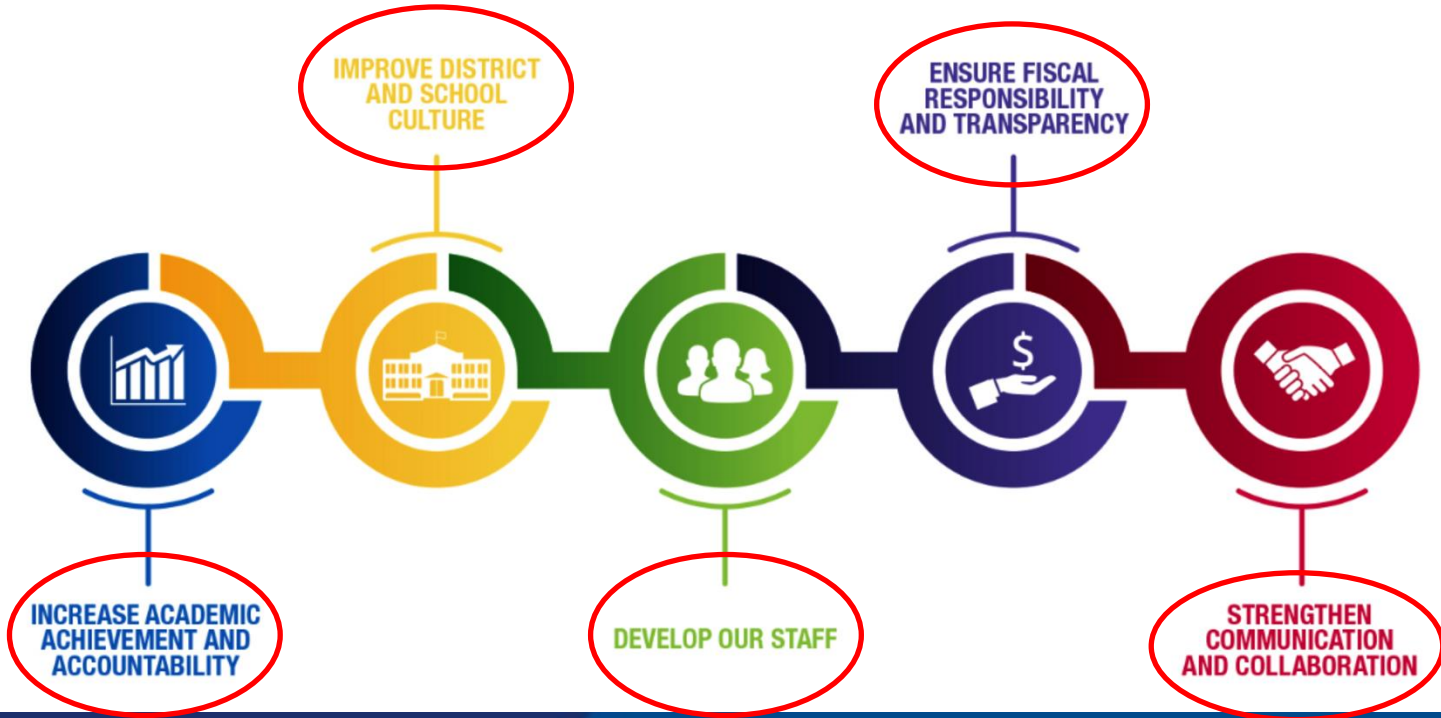 IMPROVE DISTRICT
AND SCHOOL
CULTURE
ENSURE FISCAL
RESPONSIBILITY
AND TRANSPARENCY
$
INCREASE ACADEMIC
ACHIEVEMENT AND
ACCOUNTABILITY
DEVELOP OUR STAFF
STRENGTHEN
COMMUNICATION
AND COLLABORATION